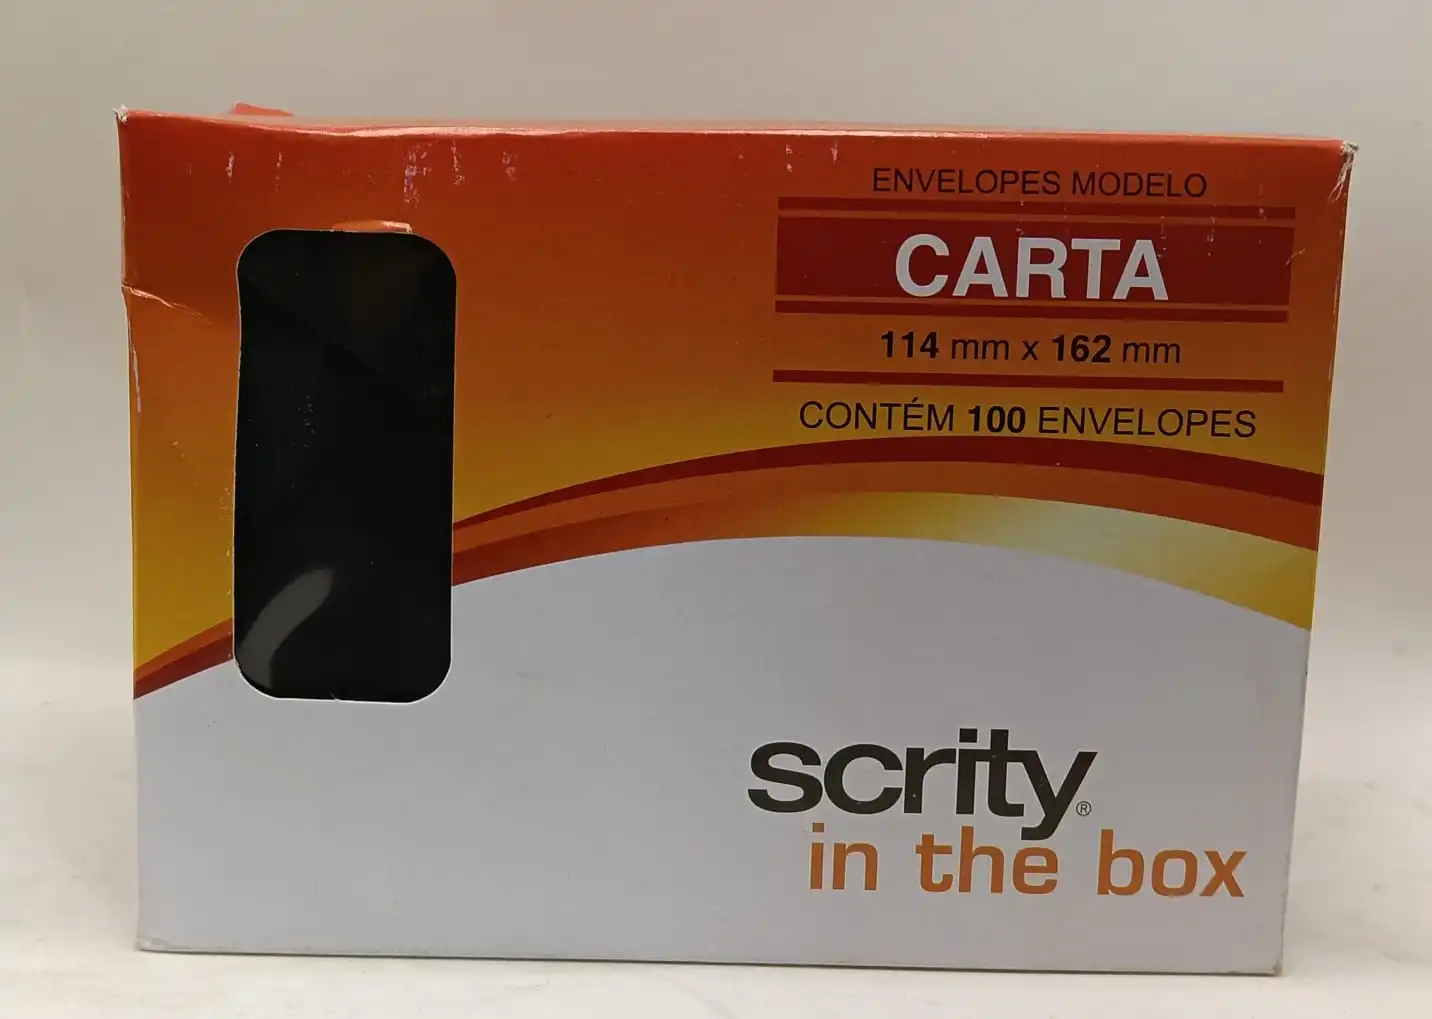 ENVELOPES MODELO
CARTA
114 mm x 162 mm
CONTÉM 100 ENVELOPES
scrity®
in the box